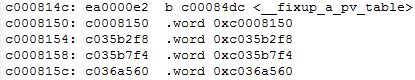 c000814c: ea0000e2 b c00084dc <__fixup_a_pv_table>
c0008150: c0008150 .word 0xc0008150
c0008154: c035b2f8 .word 0xc035b2f8
c0008158: c035b7f4 .word 0xc035b7f4
c000815c: c036a560 .word 0xc036a560